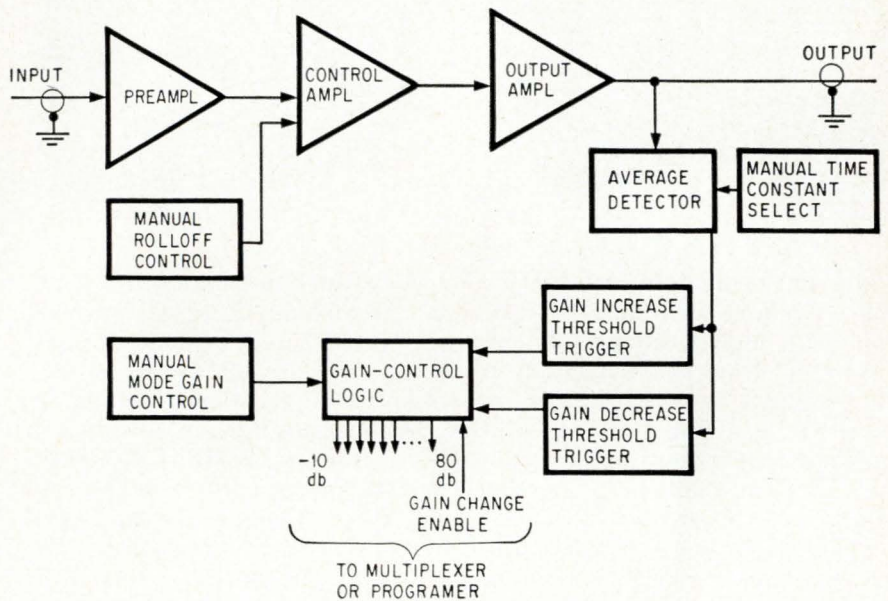 INPUT
PREAMPL
CONTROL
AMPL
OUTPUT
AMPL
OUTPUT
MANUAL
ROLLOFF
CONTROL
AVERAGE
DETECTOR
MANUAL TIME
CONSTANT
SELECT
MANUAL
MODE GAIN
CONTROL
GAIN-CONTROL
LOGIC
GAIN INCREASE
THRESHOLD
TRIGGER
GAIN DECREASE
THRESHOLD
TRIGGER
-10
db
80
db
GAIN CHANGE
ENABLE
TO MULTIPLEXER
OR PROGRAMER